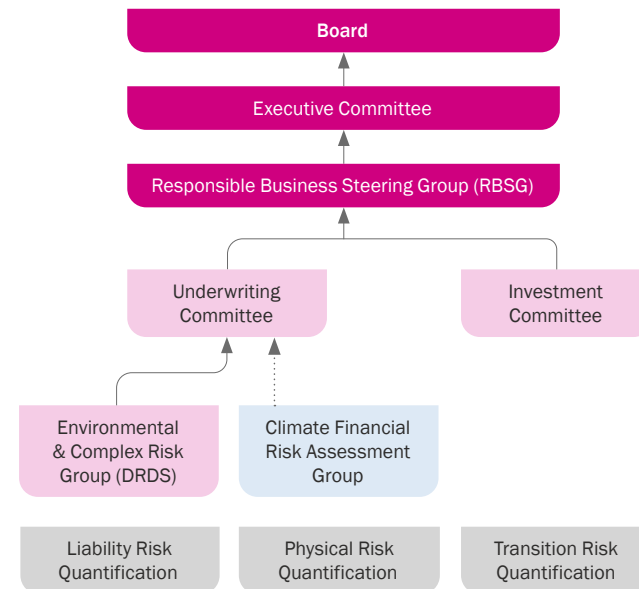 Board
Executive Committee
Responsible Business Steering Group (RBSG)
Underwriting
Committee
Investment
Committee
Environmental
& Complex Risk
Group (DRDS)
Climate Financial
Risk Assessment
Group
Liability Risk
Quantification
Physical Risk
Quantification
Transition Risk
Quantification